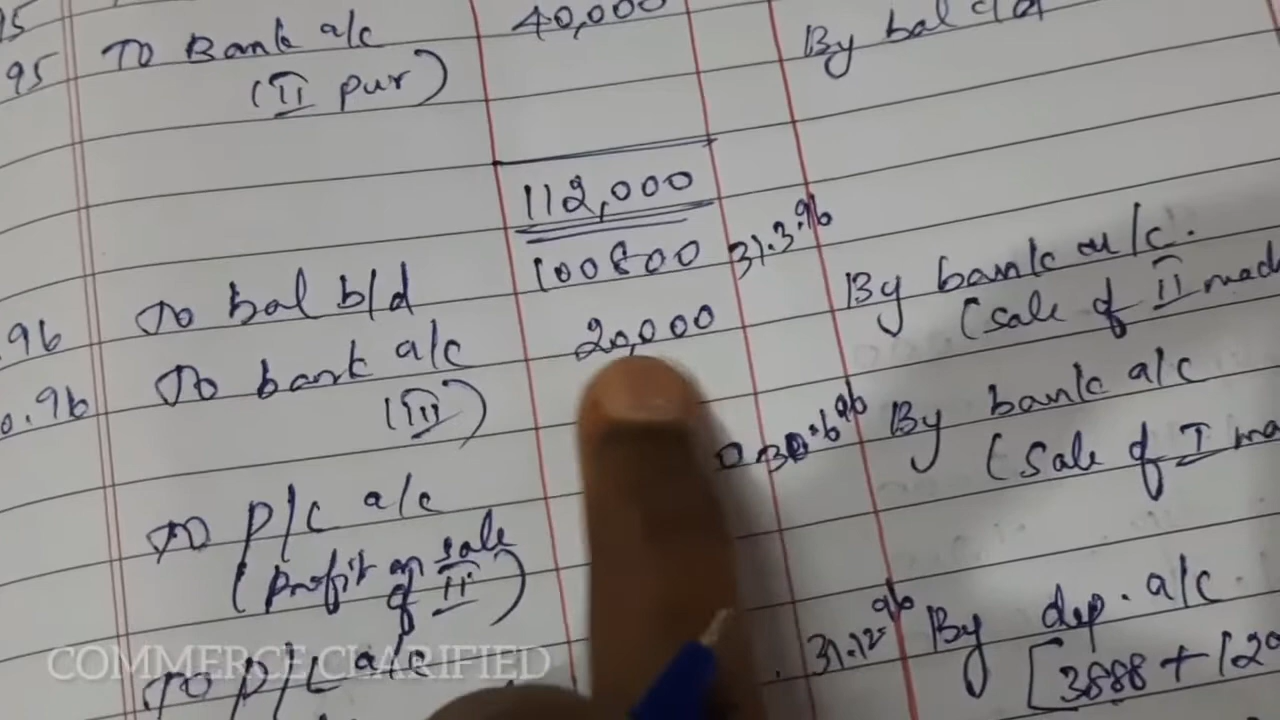 95 To Bank a/c 40,000 By bal c/d
(II pur)
112,000
To bal b/d 100800 31.3.96 By bank a/c.
.96 To bank a/c 20,000 (sale of II mach
0.96 (III) By bank a/c
(Sale of I ma
To P/L a/c
(profit on sale
of II) 31.12.96 By dep. a/c
To P/L a/c [3888 + 120
COMMERCE CLARIFIED